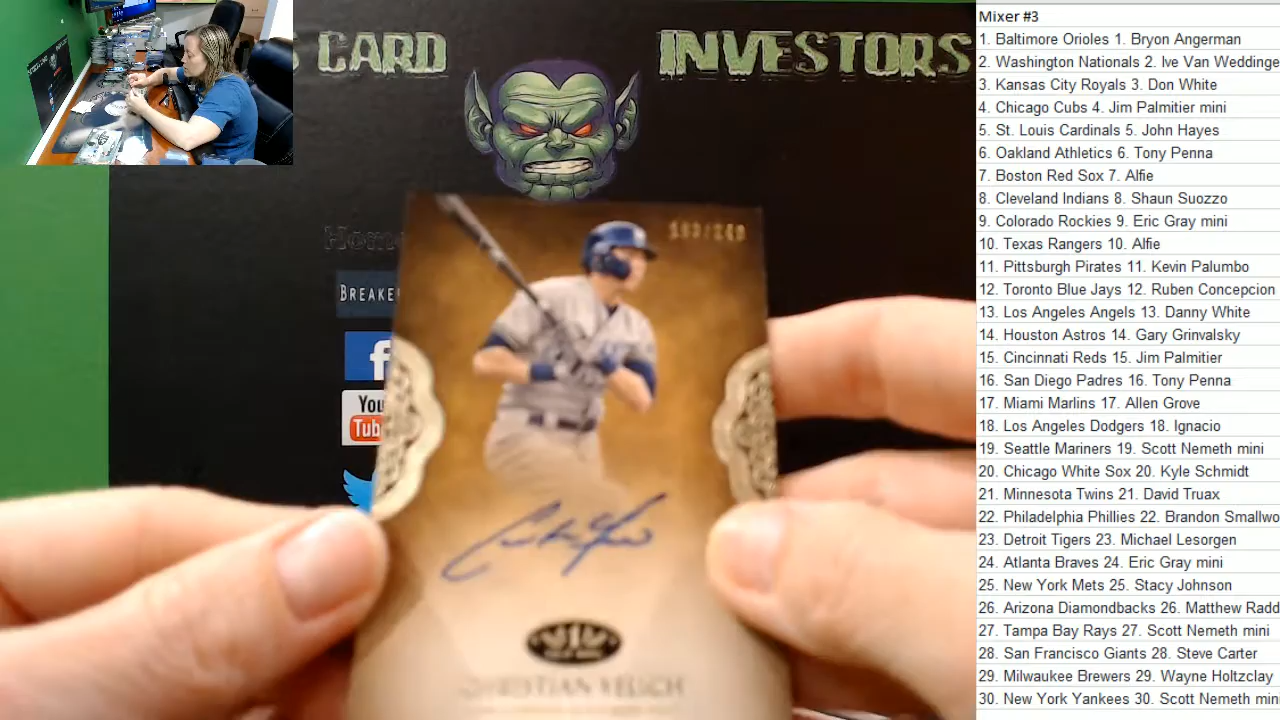 S CARD INVESTORS
Home
BREAKE
f
You
Tub
CHRISTIAN YELICH
Mixer #3
1. Baltimore Orioles 1. Bryon Angerman
2. Washington Nationals 2. Ive Van Weddinge
3. Kansas City Royals 3. Don White
4. Chicago Cubs 4. Jim Palmitier mini
5. St. Louis Cardinals 5. John Hayes
6. Oakland Athletics 6. Tony Penna
7. Boston Red Sox 7. Alfie
8. Cleveland Indians 8. Shaun Suozzo
9. Colorado Rockies 9. Eric Gray mini
10. Texas Rangers 10. Alfie
11. Pittsburgh Pirates 11. Kevin Palumbo
12. Toronto Blue Jays 12. Ruben Concepcion
13. Los Angeles Angels 13. Danny White
14. Houston Astros 14. Gary Grinvalsky
15. Cincinnati Reds 15. Jim Palmitier
16. San Diego Padres 16. Tony Penna
17. Miami Marlins 17. Allen Grove
18. Los Angeles Dodgers 18. Ignacio
19. Seattle Mariners 19. Scott Nemeth mini
20. Chicago White Sox 20. Kyle Schmidt
21. Minnesota Twins 21. David Truax
22. Philadelphia Phillies 22. Brandon Smallwo
23. Detroit Tigers 23. Michael Lesorgen
24. Atlanta Braves 24. Eric Gray mini
25. New York Mets 25. Stacy Johnson
26. Arizona Diamondbacks 26. Matthew Radd
27. Tampa Bay Rays 27. Scott Nemeth mini
28. San Francisco Giants 28. Steve Carter
29. Milwaukee Brewers 29. Wayne Holtzclay
30. New York Yankees 30. Scott Nemeth min